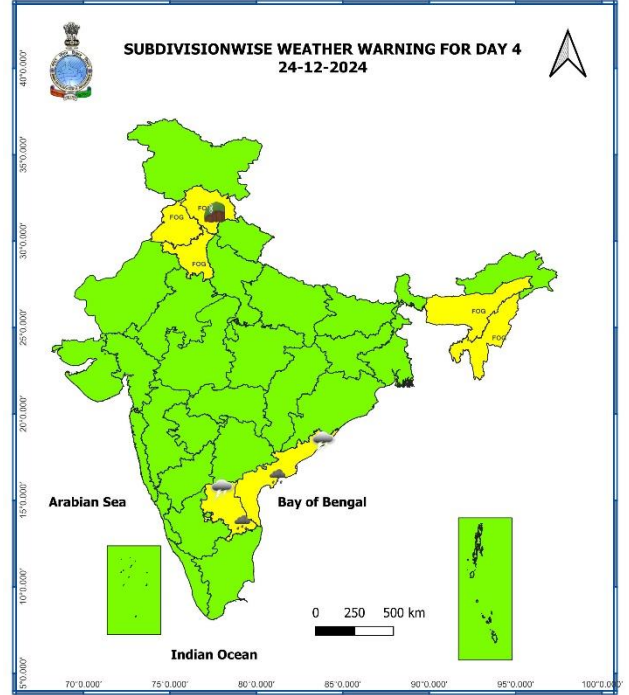 SUBDIVISIONWISE WEATHER WARNING FOR DAY 4
24-12-2024
40°0.000'
35°0.000'
30°0.000'
25°0.000'
20°0.000'
15°0.000'
10°0.000'
5°0.000'
FOG
FOG
FOG
FOG
Arabian Sea
Bay of Bengal
0 250 500 km
Indian Ocean
70°0.000' 75°0.000' 80°0.000' 85°0.000' 90°0.000' 95°0.000' 100°0.000'